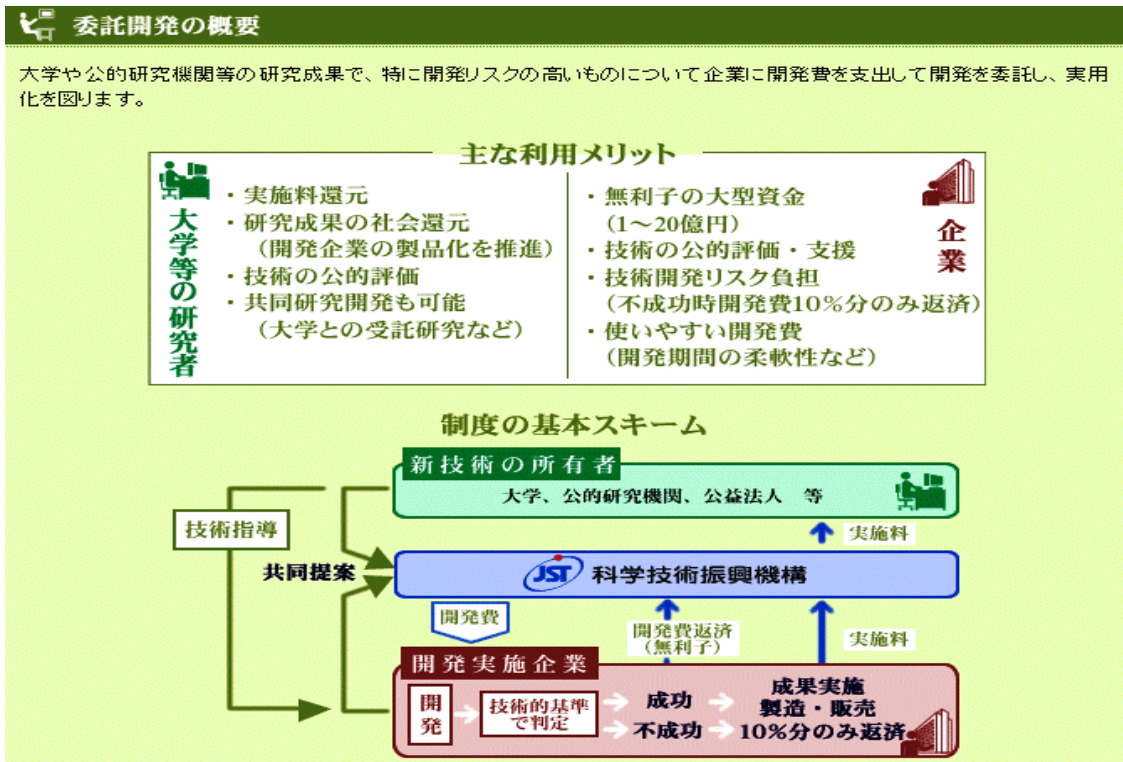 委託開発の概要
大学や公的研究機関等の研究成果で、特に開発リスクの高いものについて企業に開発費を支出して開発を委託し、実用
化を図ります。
主な利用メリット
大学等の研究者
・実施料還元
・研究成果の社会還元
（開発企業の製品化を推進）
・技術の公的評価
・共同研究開発も可能
（大学との受託研究など）
企業
・無利子の大型資金
(1～20億円)
・技術の公的評価・支援
・技術開発リスク負担
(不成功時開発費10%分のみ返済)
・使いやすい開発費
(開発期間の柔軟性など)
制度の基本スキーム
新技術の所有者
大学、公的研究機関、公益法人　等
技術指導
共同提案
実施料
JST 科学技術振興機構
開発費
開発費返済
(無利子)
実施料
開発実施企業
開発
技術的基準
で判定
成功
不成功
成果実施
製造・販売
10%分のみ返済